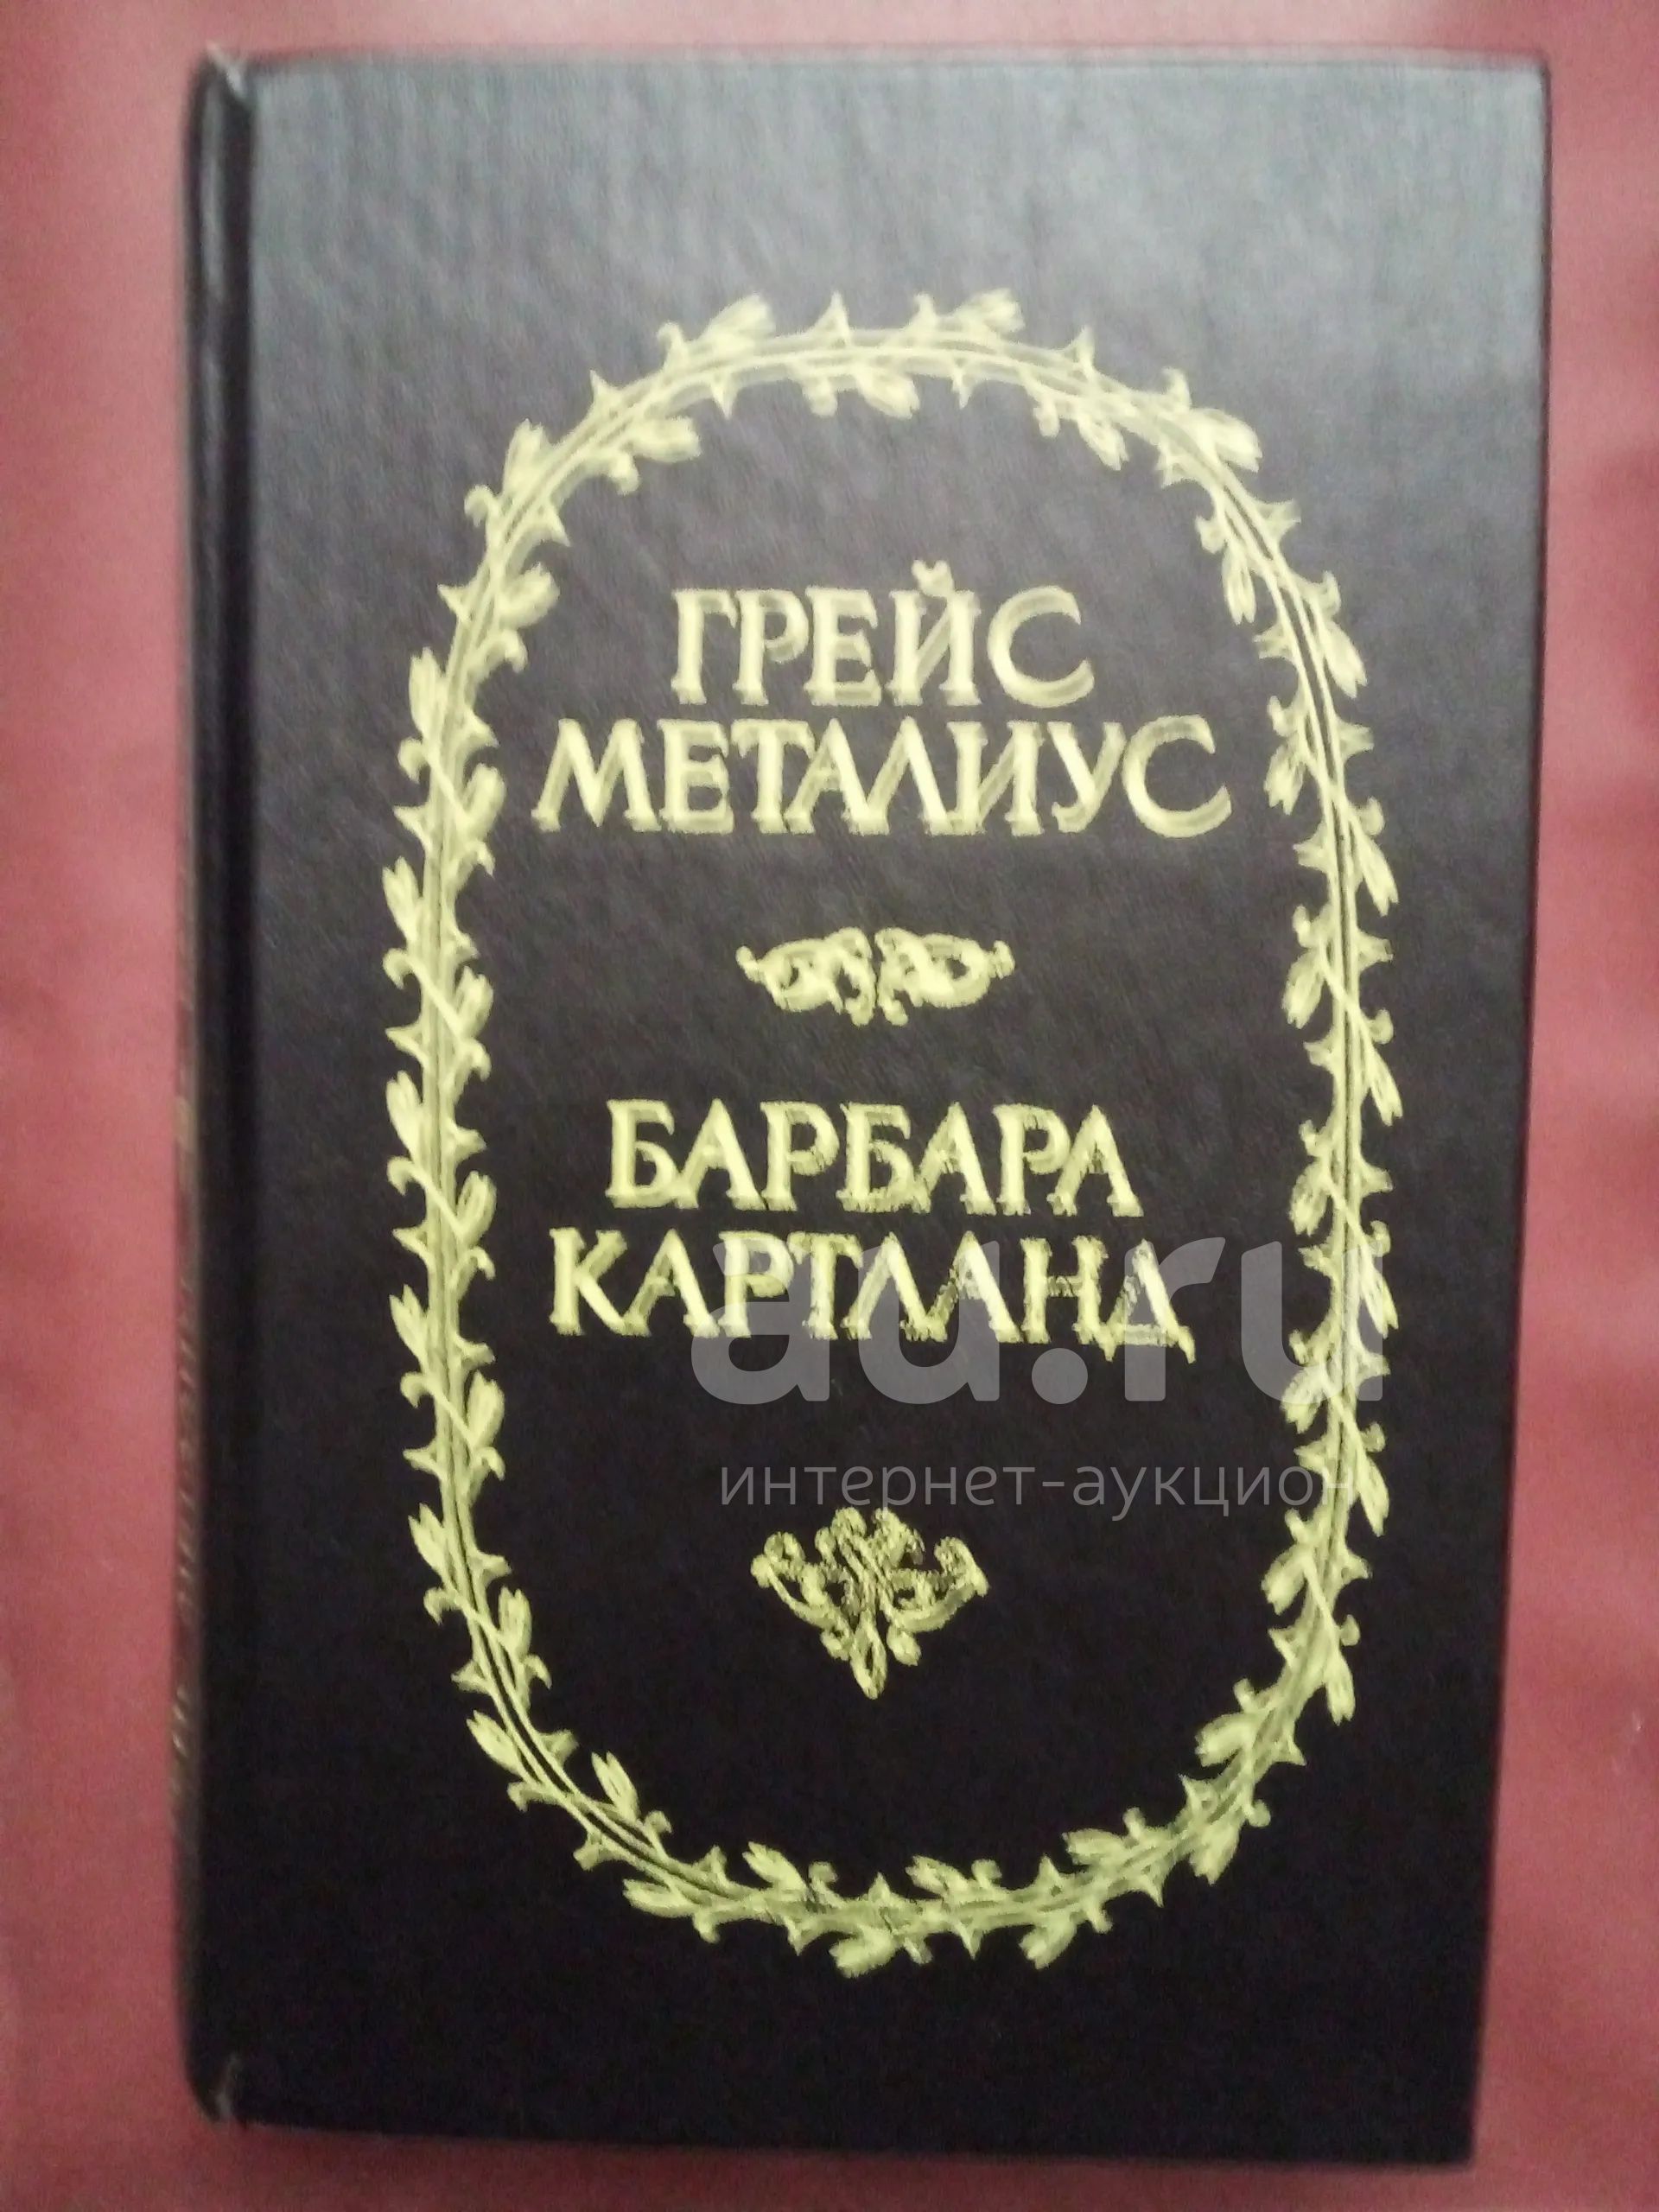 ГРЕЙС
МЕТАЛИУС
БАРБАРА
КАРТЛАНД
au.ru
интернет-аукцион